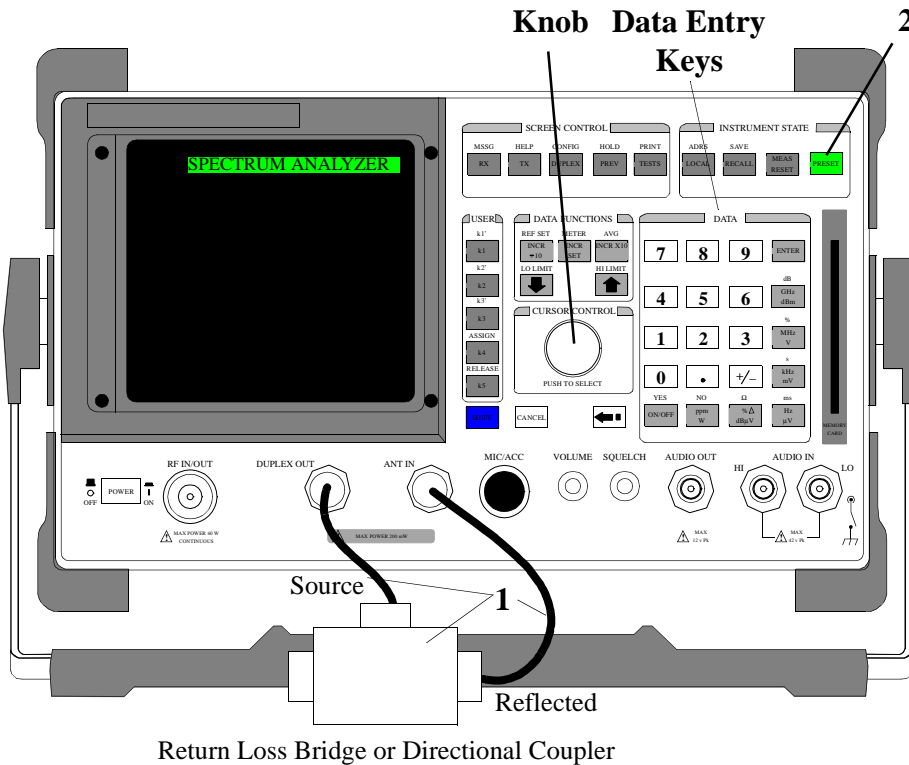 Knob Data Entry Keys 2
SPECTRUM ANALYZER
SCREEN CONTROL
MSSG HELP CONFIG HOLD PRINT
RX TX DUPLEX PREV TESTS
INSTRUMENT STATE
ADRS SAVE
LOCAL RECALL MEAS RESET PRESET
USER
k1'
k1
k2'
k2
k3'
k3
ASSIGN
k4
RELEASE
k5
DATA FUNCTIONS
REF SET METER AVG
INCR ÷10 INCR SET INCR X10
LO LIMIT HI LIMIT
CURSOR CONTROL
PUSH TO SELECT
CANCEL
DATA
7 8 9 ENTER
dB
4 5 6 GHz dBm
%
1 2 3 MHz V
s
0 . +/− kHz mV
YES NO Ω ms
ON/OFF ppm W %Δ dBμV Hz μV
MEMORY CARD
OFF POWER ON
RF IN/OUT
MAX POWER 60 W
CONTINUOUS
DUPLEX OUT
ANT IN
MAX POWER 200 mW
MIC/ACC
VOLUME SQUELCH
AUDIO OUT
MAX
12 v Pk
AUDIO IN
HI LO
MAX
42 v Pk
Source
1
Reflected
Return Loss Bridge or Directional Coupler